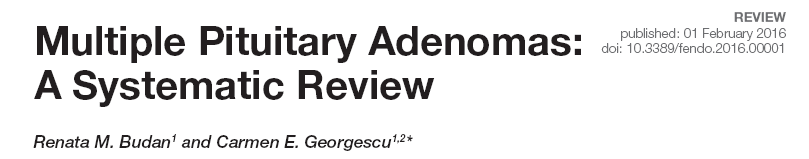 REVIEW
published: 01 February 2016
doi: 10.3389/fendo.2016.00001
Multiple Pituitary Adenomas:
A Systematic Review
Renata M. Budan¹ and Carmen E. Georgescu¹,²*